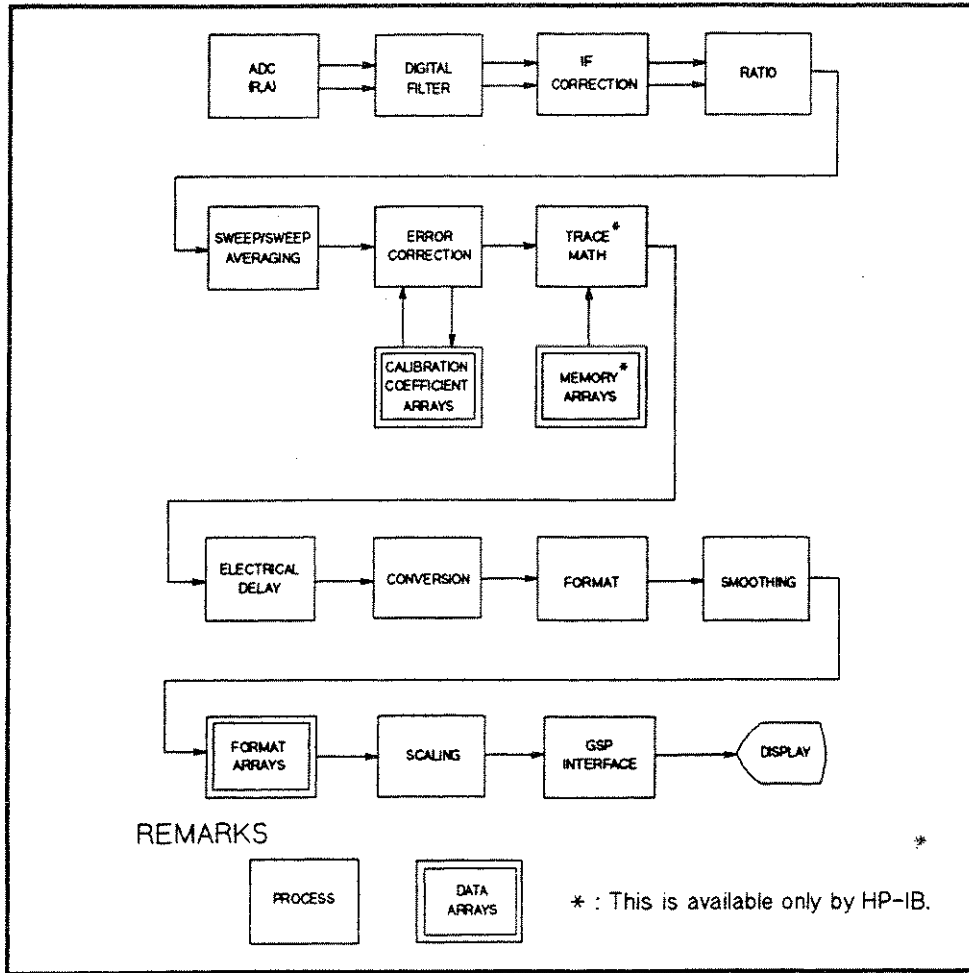 ADC
(R,A)
DIGITAL
FILTER
IF
CORRECTION
RATIO
SWEEP/SWEEP
AVERAGING
ERROR
CORRECTION
TRACE*
MATH
CALIBRATION
COEFFICIENT
ARRAYS
MEMORY*
ARRAYS
ELECTRICAL
DELAY
CONVERSION
FORMAT
SMOOTHING
FORMAT
ARRAYS
SCALING
GSP
INTERFACE
DISPLAY
REMARKS
*
PROCESS
DATA
ARRAYS
* : This is available only by HP-IB.